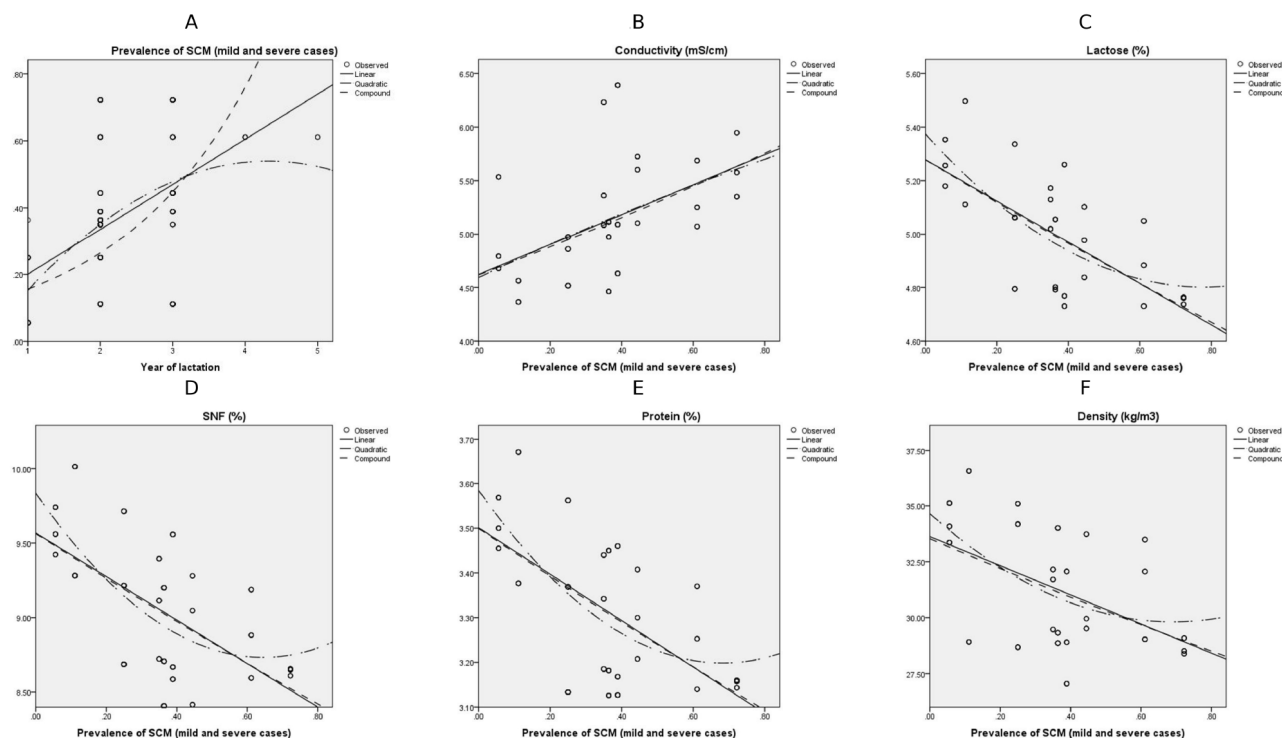 A
Prevalence of SCM (mild and severe cases)
Observed
Linear
Quadratic
Compound
.80
.60
.40
.20
.00
1 2 3 4 5
Year of lactation
B
Conductivity (mS/cm)
Observed
Linear
Quadratic
Compound
6.50
6.00
5.50
5.00
4.50
4.00
.00 .20 .40 .60 .80
Prevalence of SCM (mild and severe cases)
C
Lactose (%)
Observed
Linear
Quadratic
Compound
5.60
5.40
5.20
5.00
4.80
4.60
.00 .20 .40 .60 .80
Prevalence of SCM (mild and severe cases)
D
SNF (%)
Observed
Linear
Quadratic
Compound
10.00
9.50
9.00
8.50
.00 .20 .40 .60 .80
Prevalence of SCM (mild and severe cases)
E
Protein (%)
Observed
Linear
Quadratic
Compound
3.70
3.60
3.50
3.40
3.30
3.20
3.10
.00 .20 .40 .60 .80
Prevalence of SCM (mild and severe cases)
F
Density (kg/m3)
Observed
Linear
Quadratic
Compound
37.50
35.00
32.50
30.00
27.50
.00 .20 .40 .60 .80
Prevalence of SCM (mild and severe cases)